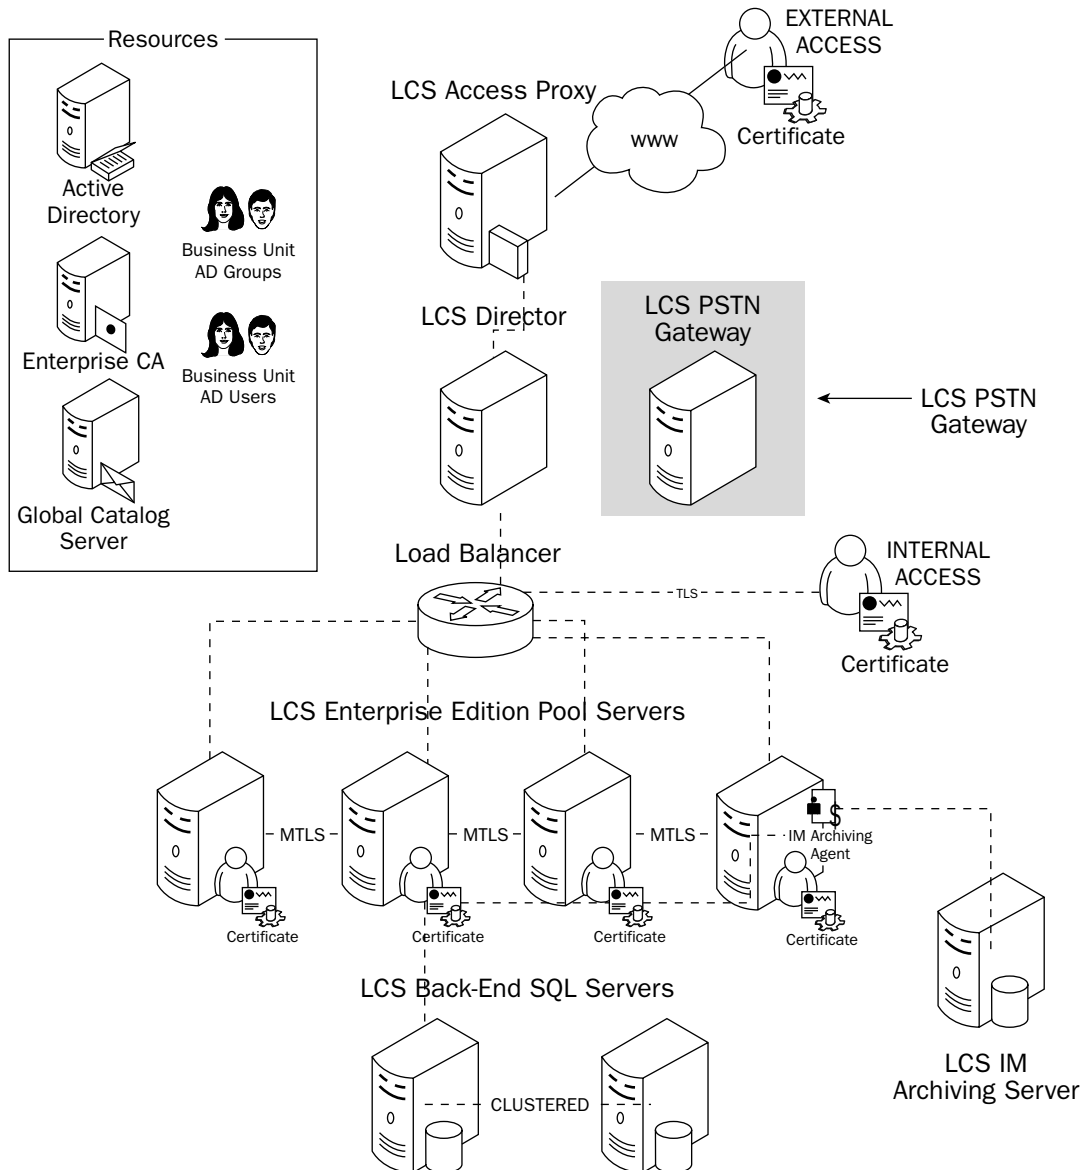 Resources
Active
Directory
Business Unit
AD Groups
Enterprise CA
Business Unit
AD Users
Global Catalog
Server
EXTERNAL
ACCESS
LCS Access Proxy
www
Certificate
LCS Director
LCS PSTN
Gateway
LCS PSTN
Gateway
Load Balancer
INTERNAL
ACCESS
TLS
Certificate
LCS Enterprise Edition Pool Servers
MTLS
MTLS
MTLS
$
IM Archiving
Agent
Certificate
Certificate
Certificate
Certificate
LCS Back-End SQL Servers
LCS IM
Archiving Server
CLUSTERED